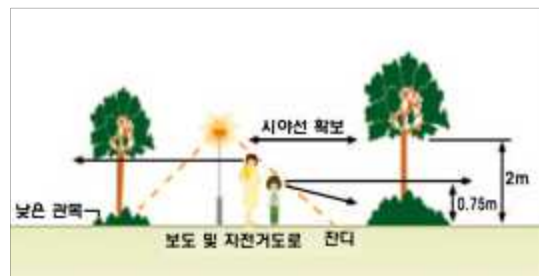 시야선 확보
2m
0.75m
낮은 관목
보도 및 자전거도로
잔디